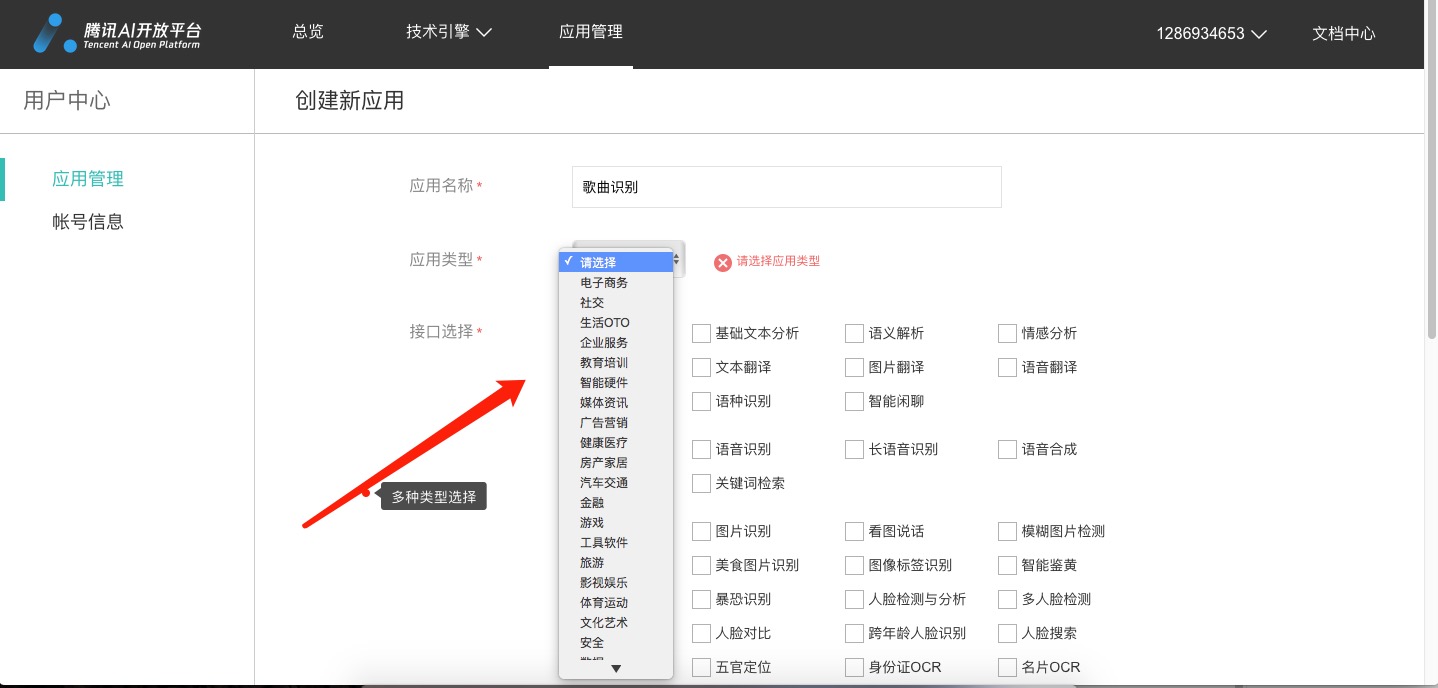 腾讯AI开放平台
Tencent AI Open Platform
总览 技术引擎 应用管理 1286934653 文档中心
用户中心
创建新应用
应用管理
帐号信息
应用名称* 歌曲识别
应用类型* 请选择应用类型
请选择
电子商务
社交
生活OTO
企业服务
教育培训
智能硬件
媒体资讯
广告营销
健康医疗
房产家居
汽车交通
金融
游戏
工具软件
旅游
影视娱乐
体育运动
文化艺术
安全
多种类型选择
接口选择*
基础文本分析 语义解析 情感分析
文本翻译 图片翻译 语音翻译
语种识别 智能闲聊
语音识别 长语音识别 语音合成
关键词检索
图片识别 看图说话 模糊图片检测
美食图片识别 图像标签识别 智能鉴黄
暴恐识别 人脸检测与分析 多人脸检测
人脸对比 跨年龄人脸识别 人脸搜索
五官定位 身份证OCR 名片OCR